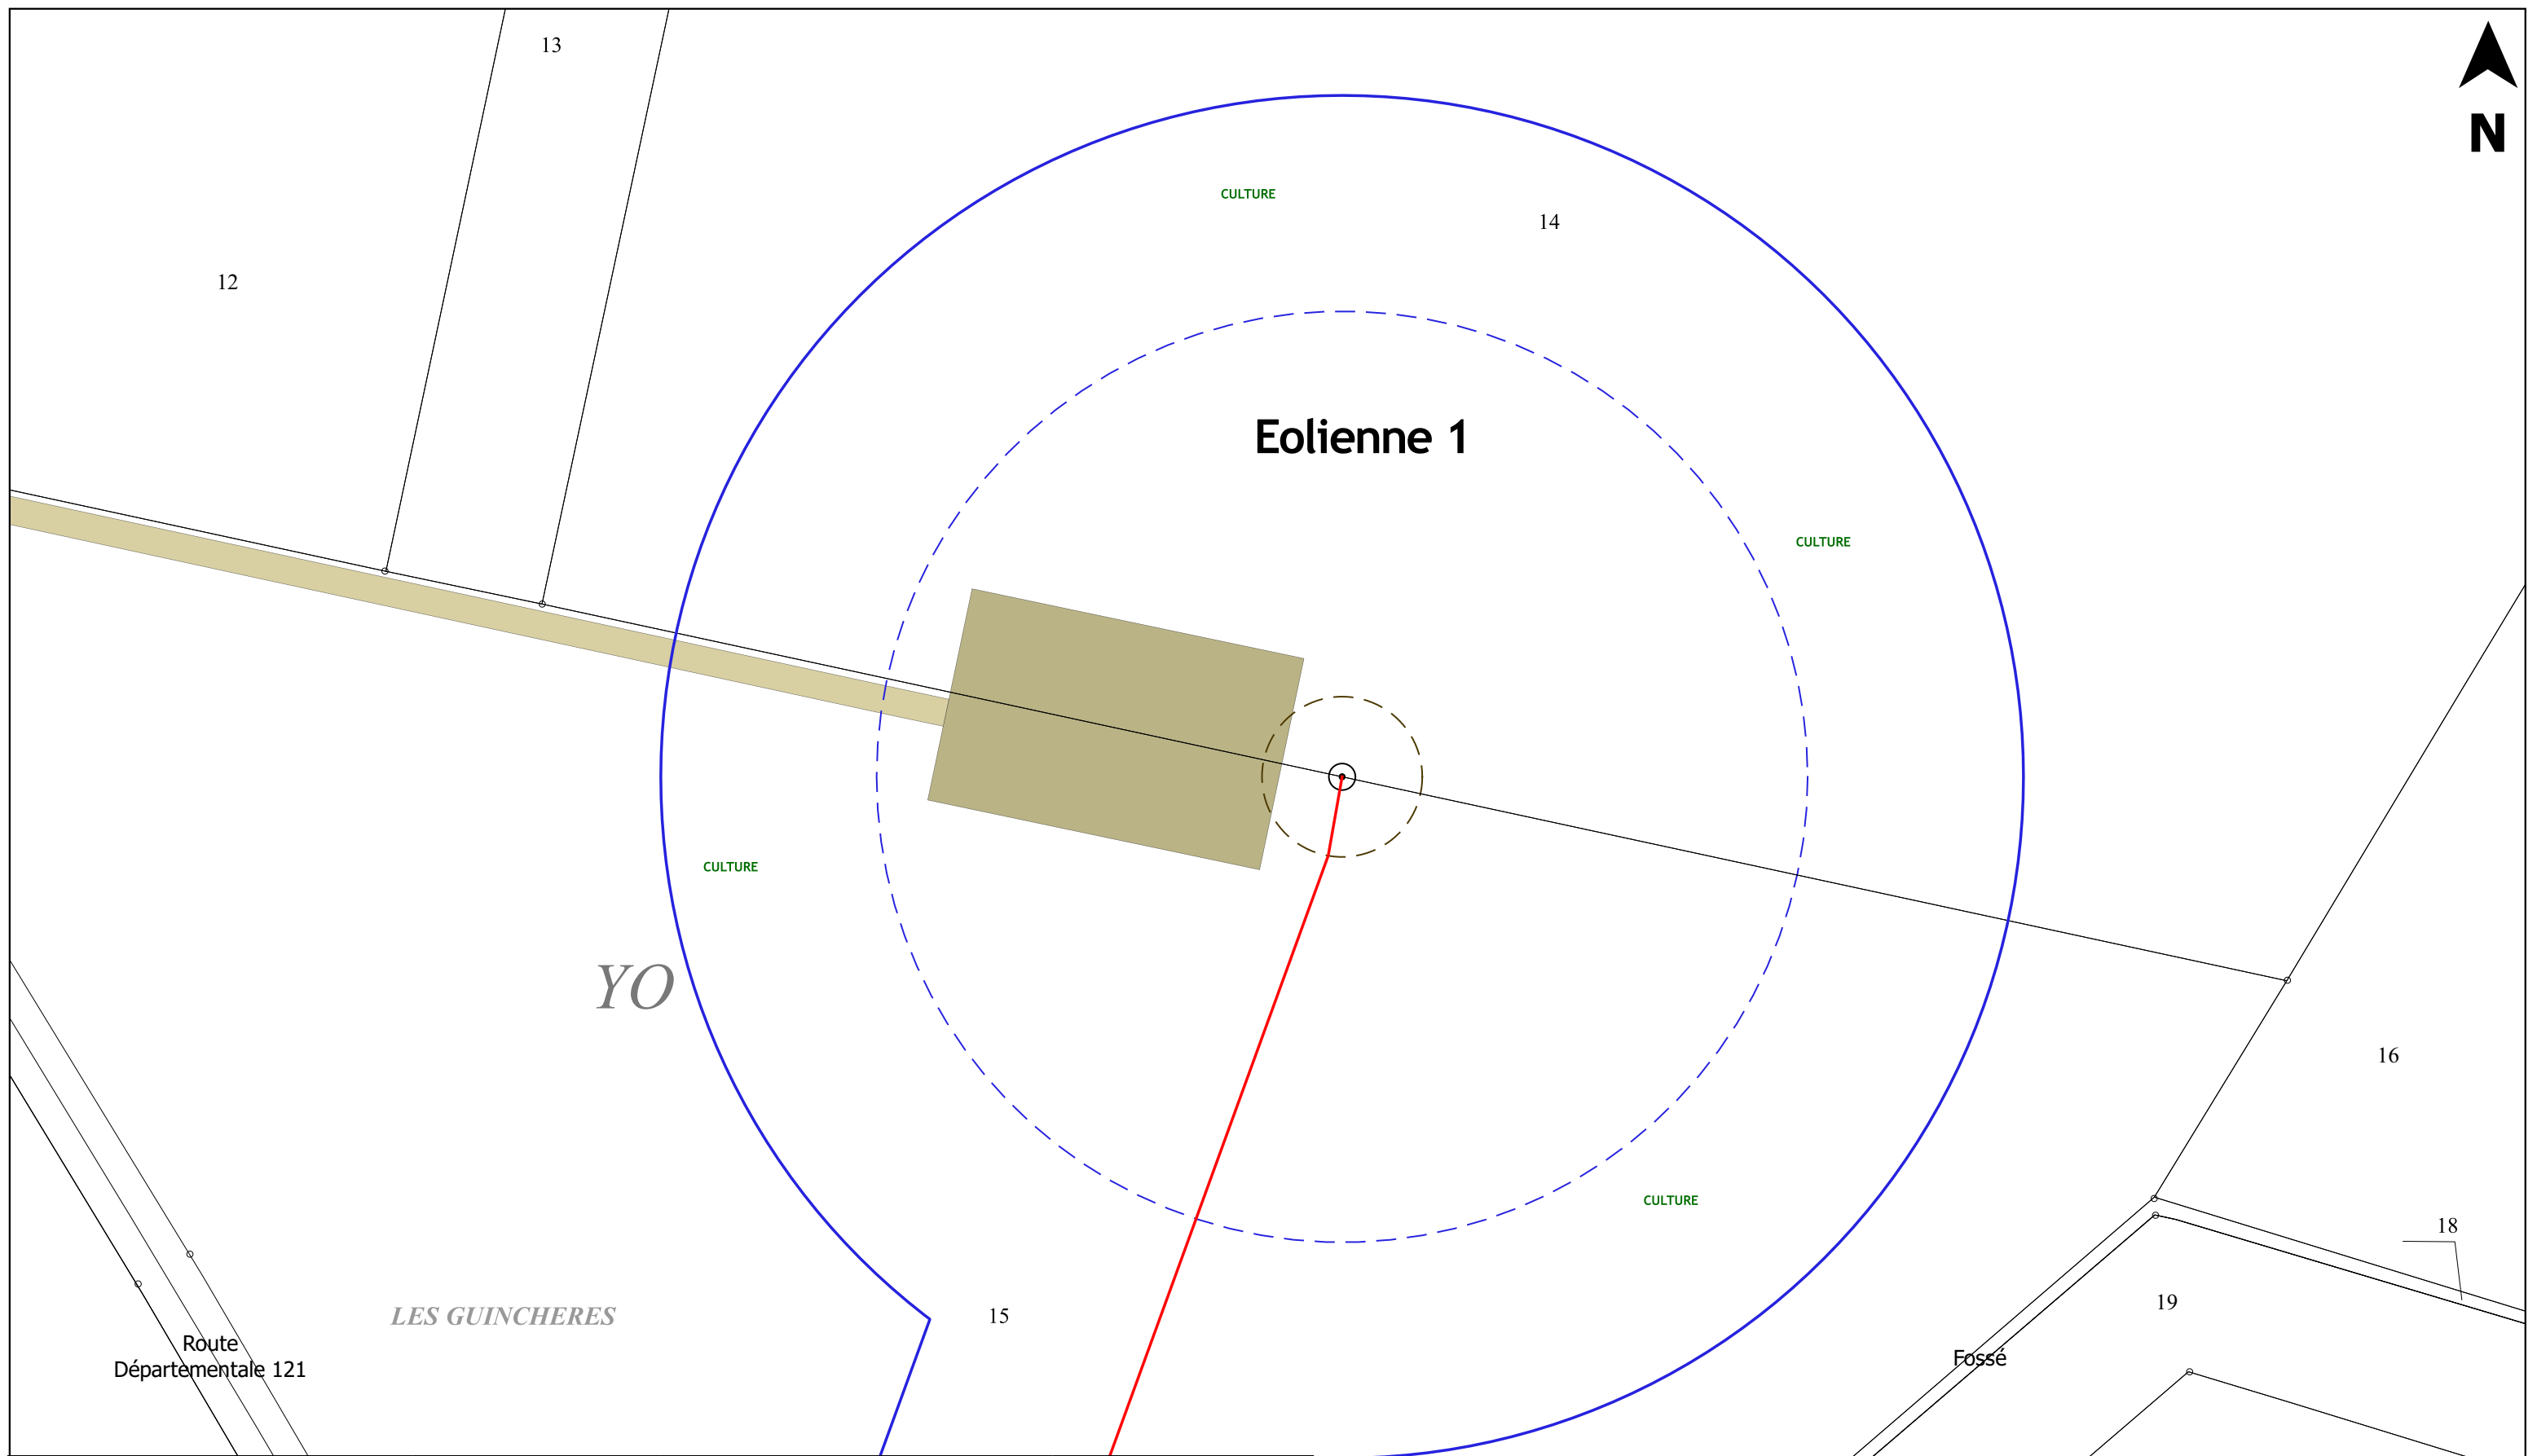 13
N
CULTURE
14
12
Eolienne 1
CULTURE
CULTURE
YO
16
CULTURE
18
19
LES GUINCHERES
15
Route
Départementale 121
Fossé